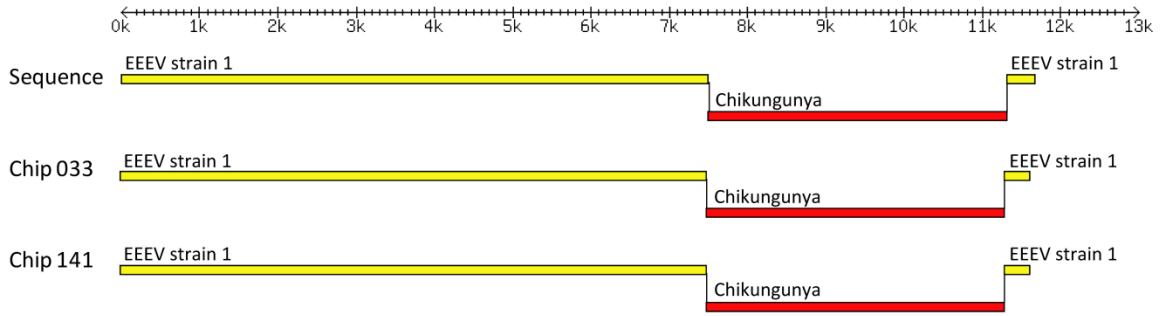 0k 1k 2k 3k 4k 5k 6k 7k 8k 9k 10k 11k 12k 13k
EEEV strain 1 EEEV strain 1
Sequence
Chikungunya
EEEV strain 1 EEEV strain 1
Chip 033
Chikungunya
EEEV strain 1 EEEV strain 1
Chip 141
Chikungunya